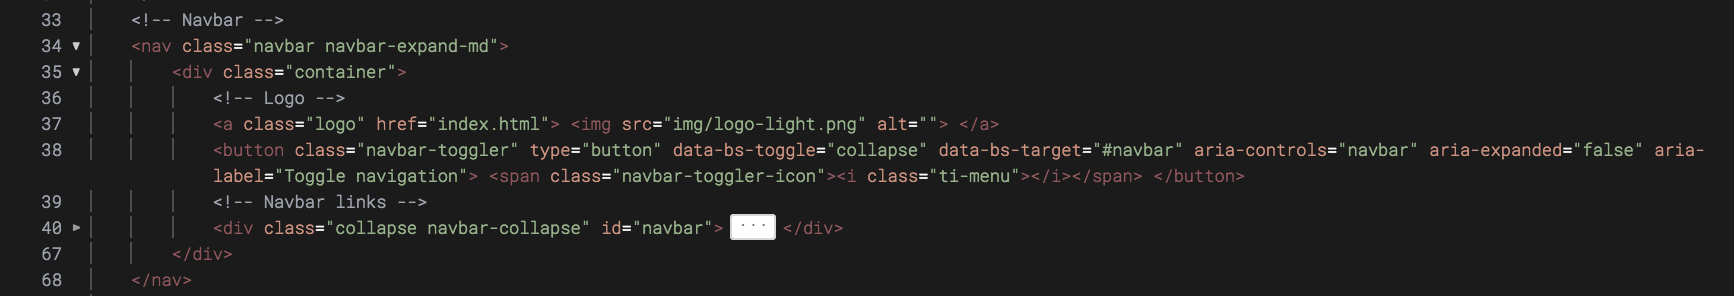 33 <!-- Navbar -->
34 ▼ <nav class="navbar navbar-expand-md">
35 ▼ <div class="container">
36 <!-- Logo -->
37 <a class="logo" href="index.html"> <img src="img/logo-light.png" alt=""> </a>
38 <button class="navbar-toggler" type="button" data-bs-toggle="collapse" data-bs-target="#navbar" aria-controls="navbar" aria-expanded="false" aria-
label="Toggle navigation"> <span class="navbar-toggler-icon"><i class="ti-menu"></i></span> </button>
39 <!-- Navbar links -->
40 ▶ <div class="collapse navbar-collapse" id="navbar"> ... </div>
67 </div>
68 </nav>